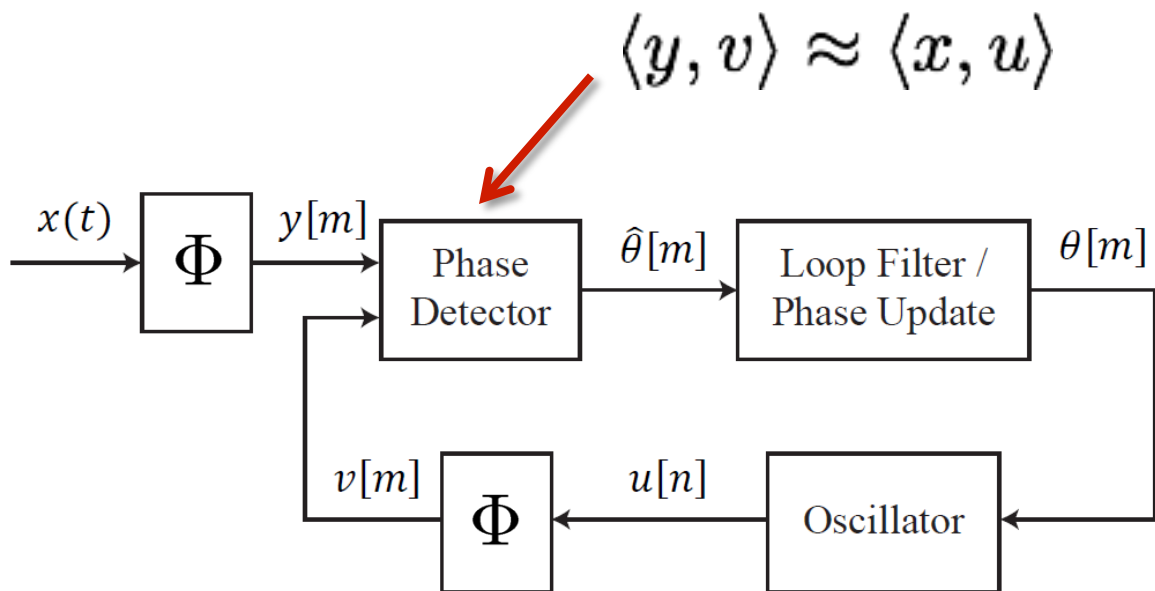 ⟨y, v⟩ ≈ ⟨x, u⟩
x(t)
Φ
y[m]
Phase
Detector
θ̂[m]
Loop Filter /
Phase Update
θ[m]
v[m]
Φ
u[n]
Oscillator